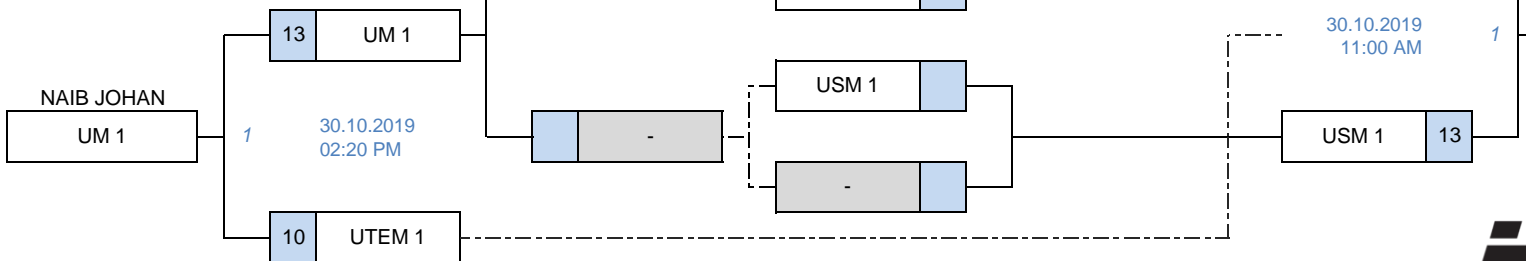 30.10.2019
11:00 AM
1
13 UM 1
USM 1
NAIB JOHAN
UM 1
1
30.10.2019
02:20 PM
-
USM 1 13
-
10 UTEM 1